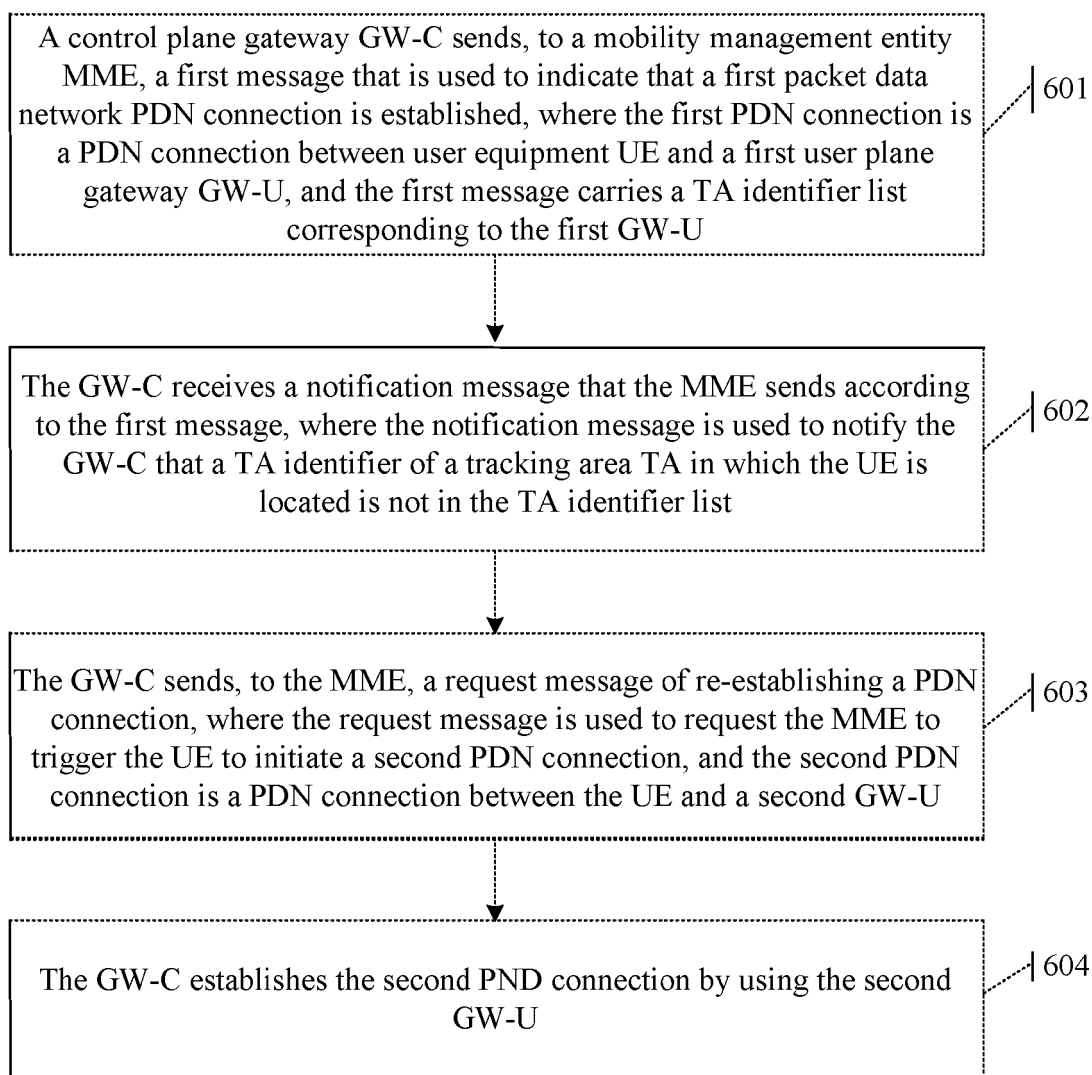 A control plane gateway GW-C sends, to a mobility management entity
MME, a first message that is used to indicate that a first packet data
network PDN connection is established, where the first PDN connection is
a PDN connection between user equipment UE and a first user plane
gateway GW-U, and the first message carries a TA identifier list
corresponding to the first GW-U
601
The GW-C receives a notification message that the MME sends according
to the first message, where the notification message is used to notify the
GW-C that a TA identifier of a tracking area TA in which the UE is
located is not in the TA identifier list
602
The GW-C sends, to the MME, a request message of re-establishing a PDN
connection, where the request message is used to request the MME to
trigger the UE to initiate a second PDN connection, and the second PDN
connection is a PDN connection between the UE and a second GW-U
603
The GW-C establishes the second PND connection by using the second
GW-U
604